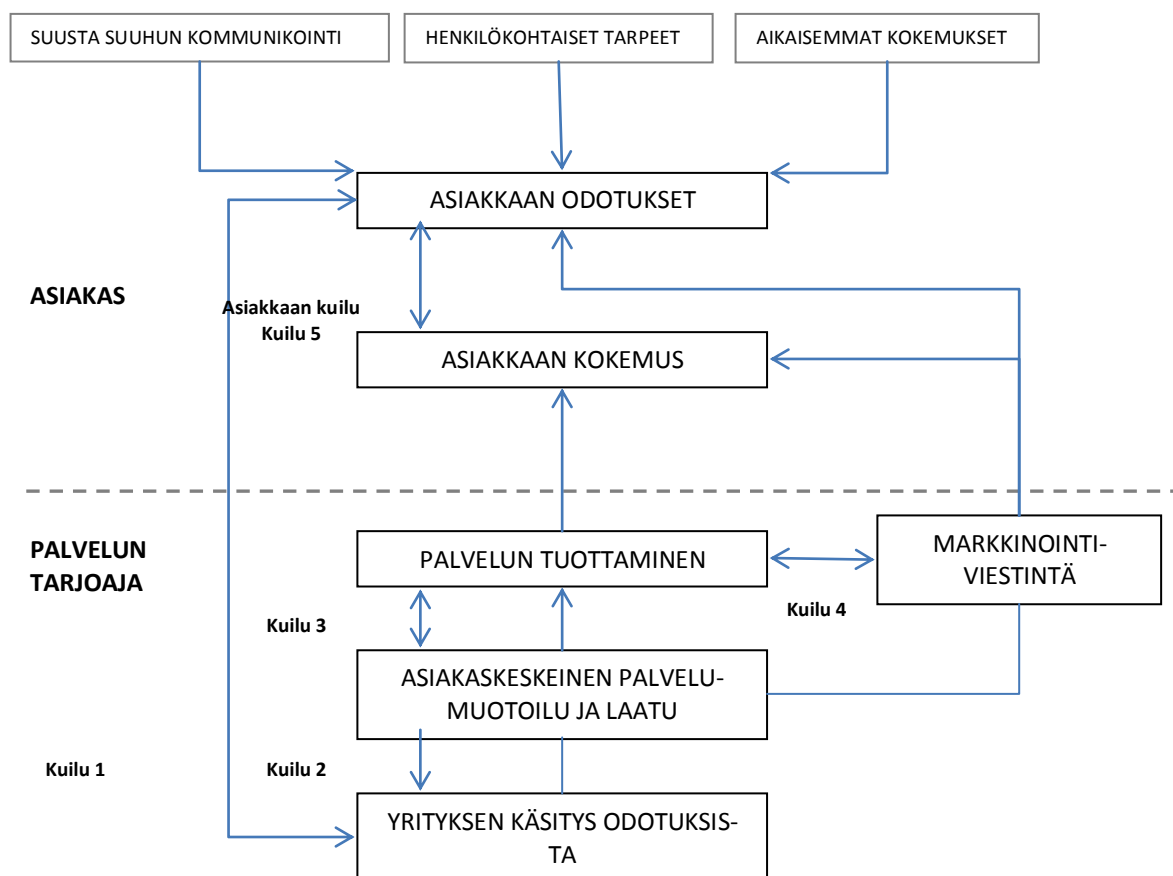 SUUSTA SUUHUN KOMMUNIKOINTI
HENKILÖKOHTAISET TARPEET
AIKAISEMMAT KOKEMUKSET
ASIAKKAAN ODOTUKSET
ASIAKAS
Asiakkaan kuilu
Kuilu 5
ASIAKKAAN KOKEMUS
PALVELUN
TARJOAJA
PALVELUN TUOTTAMINEN
MARKKINOINTI-
VIESTINTÄ
Kuilu 4
Kuilu 3
ASIAKASKESKEINEN PALVELU-
MUOTOILU JA LAATU
Kuilu 1
Kuilu 2
YRITYKSEN KÄSITYS ODOTUKSIS-
TA